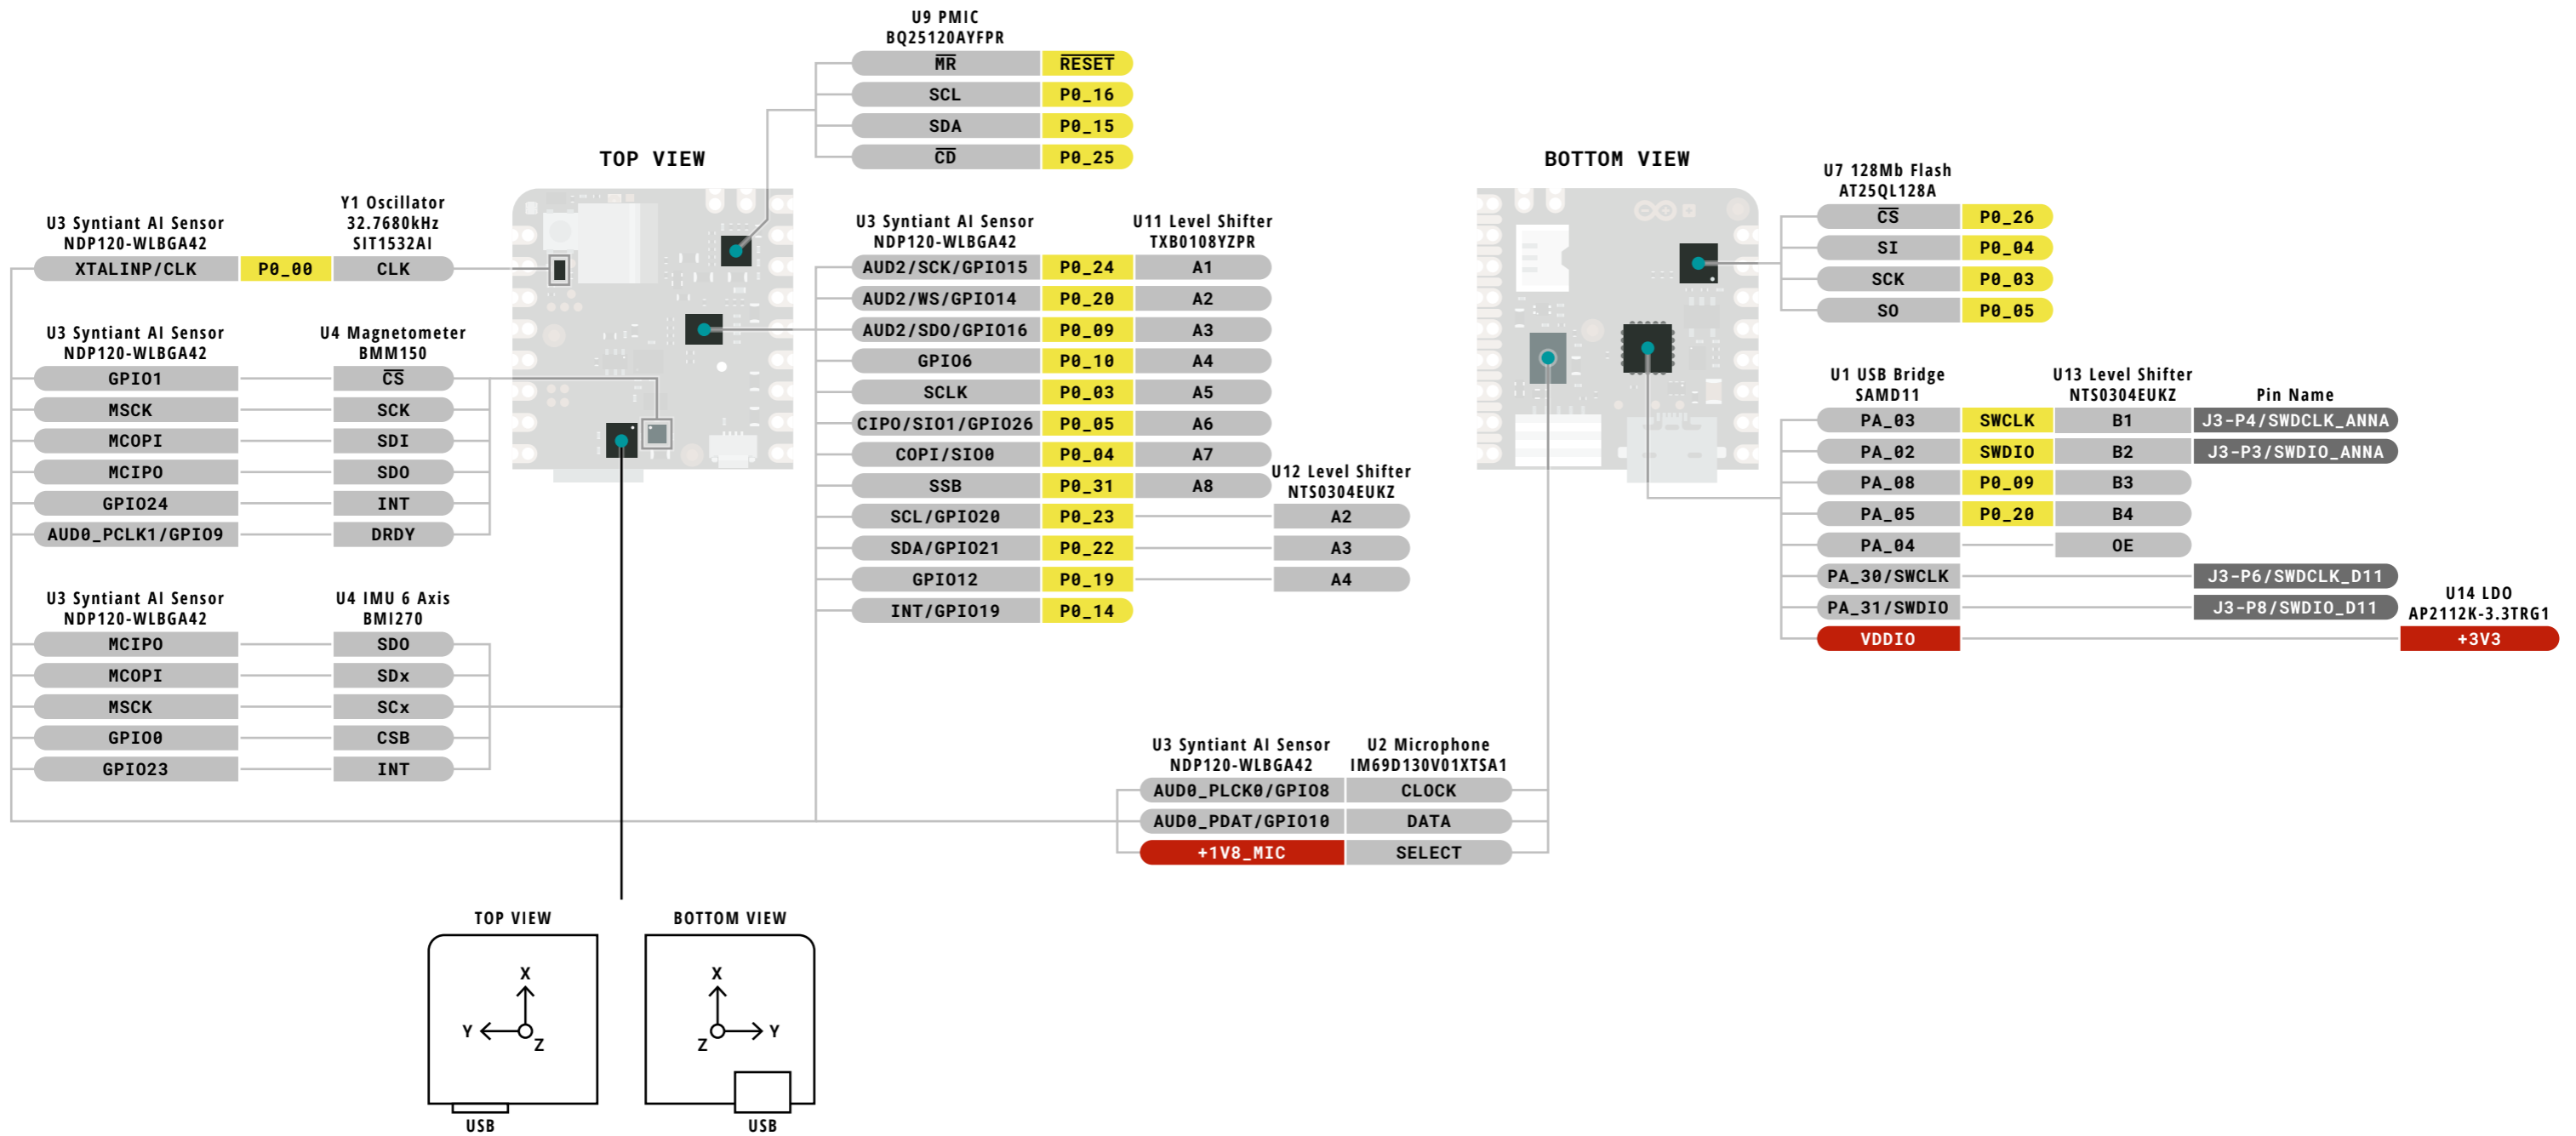 U9 PMIC
BQ25120AYFPR
MR RESET
SCL P0_16
SDA P0_15
CD P0_25
TOP VIEW
U3 Syntiant AI Sensor
NDP120-WLBGA42
Y1 Oscillator
32.7680kHz
SIT1532AI
XTALINP/CLK P0_00 CLK
U3 Syntiant AI Sensor
NDP120-WLBGA42
U4 Magnetometer
BMM150
GPIO1 CS
MSCK SCK
MCOPI SDI
MCIPO SDO
GPIO24 INT
AUD0_PCLK1/GPIO9 DRDY
U3 Syntiant AI Sensor
NDP120-WLBGA42
U4 IMU 6 Axis
BMI270
MCIPO SDO
MCOPI SDx
MSCK SCx
GPIO0 CSB
GPIO23 INT
U3 Syntiant AI Sensor
NDP120-WLBGA42
U11 Level Shifter
TXB0108YZPR
AUD2/SCK/GPIO15 P0_24 A1
AUD2/WS/GPIO14 P0_20 A2
AUD2/SDO/GPIO16 P0_09 A3
GPIO6 P0_10 A4
SCLK P0_03 A5
CIPO/SIO1/GPIO26 P0_05 A6
COPI/SIO0 P0_04 A7
SSB P0_31 A8
U12 Level Shifter
NTS0304EUKZ
SCL/GPIO20 P0_23 A2
SDA/GPIO21 P0_22 A3
GPIO12 P0_19 A4
INT/GPIO19 P0_14
BOTTOM VIEW
U7 128Mb Flash
AT25QL128A
CS P0_26
SI P0_04
SCK P0_03
SO P0_05
U1 USB Bridge
SAMD11
U13 Level Shifter
NTS0304EUKZ
Pin Name
PA_03 SWCLK B1 J3-P4/SWDCLK_ANNA
PA_02 SWDIO B2 J3-P3/SWDIO_ANNA
PA_08 P0_09 B3
PA_05 P0_20 B4
PA_04 OE
PA_30/SWCLK J3-P6/SWDCLK_D11
PA_31/SWDIO J3-P8/SWDIO_D11
U14 LDO
AP2112K-3.3TRG1
VDDIO +3V3
U3 Syntiant AI Sensor
NDP120-WLBGA42
U2 Microphone
IM69D130V01XTSA1
AUD0_PLCK0/GPIO8 CLOCK
AUD0_PDAT/GPIO10 DATA
+1V8_MIC SELECT
TOP VIEW
X
Y
Z
USB
BOTTOM VIEW
X
Y
Z
USB